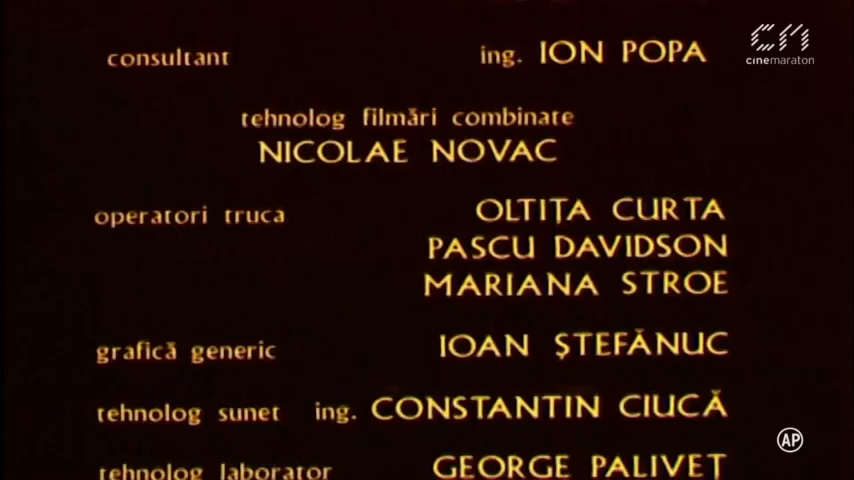 consultant ing. ION POPA
CM
cinemaraton
tehnolog filmări combinate
NICOLAE NOVAC
operatori truca OLTIȚA CURTA
PASCU DAVIDSON
MARIANA STROE
grafică generic IOAN ȘTEFĂNUC
tehnolog sunet ing. CONSTANTIN CIUCĂ
AP
tehnolog laborator GEORGE PALIVEȚ